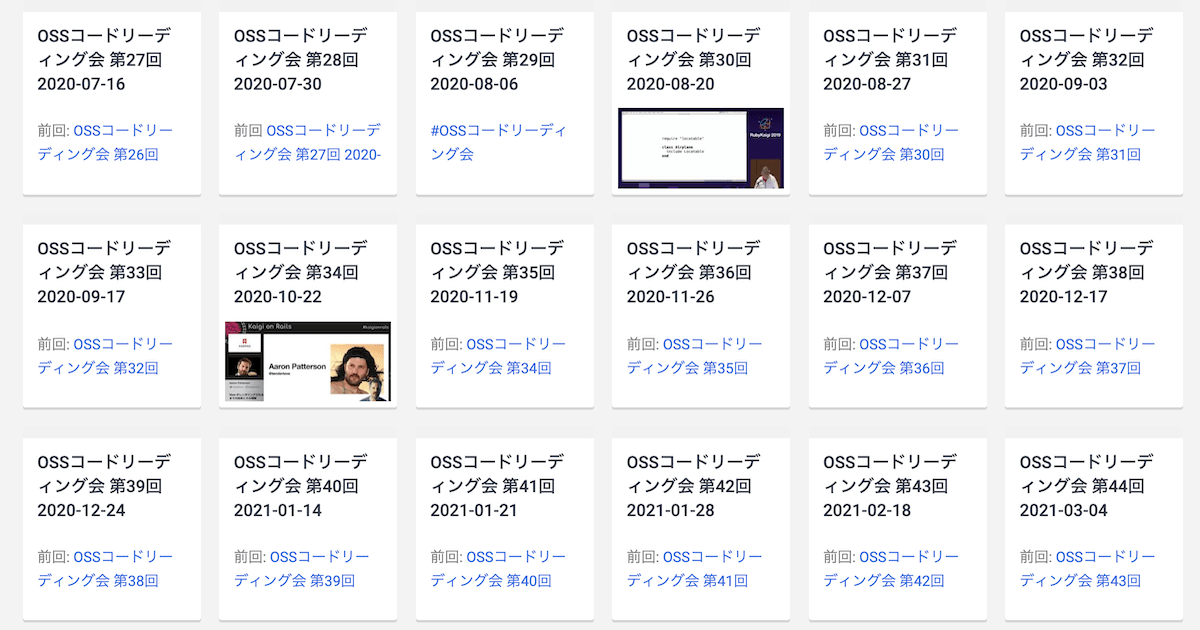 OSSコードリーデ
ィング会 第27回
2020-07-16
前回: OSSコードリー
ディング会 第26回
OSSコードリーデ
ィング会 第28回
2020-07-30
前回 OSSコードリーデ
ィング会 第27回 2020-
OSSコードリーデ
ィング会 第29回
2020-08-06
#OSSコードリーディ
ング会
OSSコードリーデ
ィング会 第30回
2020-08-20
require 'locatable'
class Airplane
include Locatable
end
RubyKaigi 2019
OSSコードリーデ
ィング会 第31回
2020-08-27
前回: OSSコードリー
ディング会 第30回
OSSコードリーデ
ィング会 第32回
2020-09-03
前回: OSSコードリー
ディング会 第31回
OSSコードリーデ
ィング会 第33回
2020-09-17
前回: OSSコードリー
ディング会 第32回
OSSコードリーデ
ィング会 第34回
2020-10-22
Kaigi on Rails
#kaigionrails
Aaron Patterson
@tenderlove
OSSコードリーデ
ィング会 第35回
2020-11-19
前回: OSSコードリー
ディング会 第34回
OSSコードリーデ
ィング会 第36回
2020-11-26
前回: OSSコードリー
ディング会 第35回
OSSコードリーデ
ィング会 第37回
2020-12-07
前回: OSSコードリー
ディング会 第36回
OSSコードリーデ
ィング会 第38回
2020-12-17
前回: OSSコードリー
ディング会 第37回
OSSコードリーデ
ィング会 第39回
2020-12-24
前回: OSSコードリー
ディング会 第38回
OSSコードリーデ
ィング会 第40回
2021-01-14
前回: OSSコードリー
ディング会 第39回
OSSコードリーデ
ィング会 第41回
2021-01-21
前回: OSSコードリー
ディング会 第40回
OSSコードリーデ
ィング会 第42回
2021-01-28
前回: OSSコードリー
ディング会 第41回
OSSコードリーデ
ィング会 第43回
2021-02-18
前回: OSSコードリー
ディング会 第42回
OSSコードリーデ
ィング会 第44回
2021-03-04
前回: OSSコードリー
ディング会 第43回